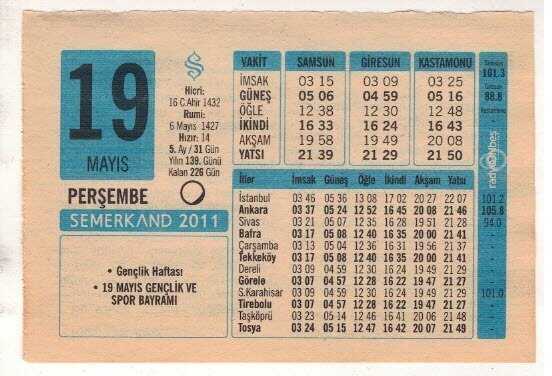 19
MAYIS
PERŞEMBE
Hicri:
16 C.Ahir 1432
Rumi:
6 Mayıs 1427
Hızır: 14
5. Ay / 31 Gün
Yılın 139. Günü
Kalan 226 Gün
SEMERKAND 2011
• Gençlik Haftası
• 19 MAYIS GENÇLİK VE
SPOR BAYRAMI
VAKİT SAMSUN GİRESUN KASTAMONU
İMSAK 03 15 03 09 03 25
GÜNEŞ 05 06 04 59 05 16
ÖĞLE 12 38 12 30 12 48
İKİNDİ 16 33 16 24 16 43
AKŞAM 19 58 19 49 20 08
YATSI 21 39 21 29 21 50
İller İmsak Güneş Öğle İkindi Akşam Yatsı
İstanbul 03 46 05 36 13 08 17 02 20 27 22 07
Ankara 03 37 05 24 12 52 16 45 20 08 21 46
Sivas 03 21 05 07 12 35 16 28 19 51 21 28
Bafra 03 17 05 08 12 40 16 35 20 00 21 41
Çarşamba 03 13 05 04 12 36 16 31 19 56 21 37
Tekkeköy 03 17 05 05 12 37 16 32 19 57 21 38
Dereli 03 09 04 59 12 30 16 24 19 49 21 29
Görele 03 07 04 57 12 28 16 22 19 47 21 27
Ş.Karahisar 03 09 04 59 12 30 16 24 19 49 21 29
Tirebolu 03 07 04 57 12 28 16 22 19 47 21 27
Taşköprü 03 23 05 14 12 46 16 41 20 06 21 48
Tosya 03 24 05 15 12 47 16 42 20 07 21 49
Samsun
101.3
Giresun
88.8
Kastamonu
radyo
101.2
105.8
94.0
101.0